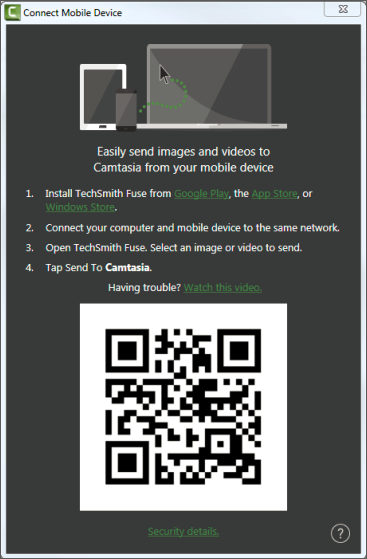 Connect Mobile Device
Easily send images and videos to
Camtasia from your mobile device
1. Install TechSmith Fuse from Google Play, the App Store, or
Windows Store.
2. Connect your computer and mobile device to the same network.
3. Open TechSmith Fuse. Select an image or video to send.
4. Tap Send To Camtasia.
Having trouble? Watch this video.
Security details.
?